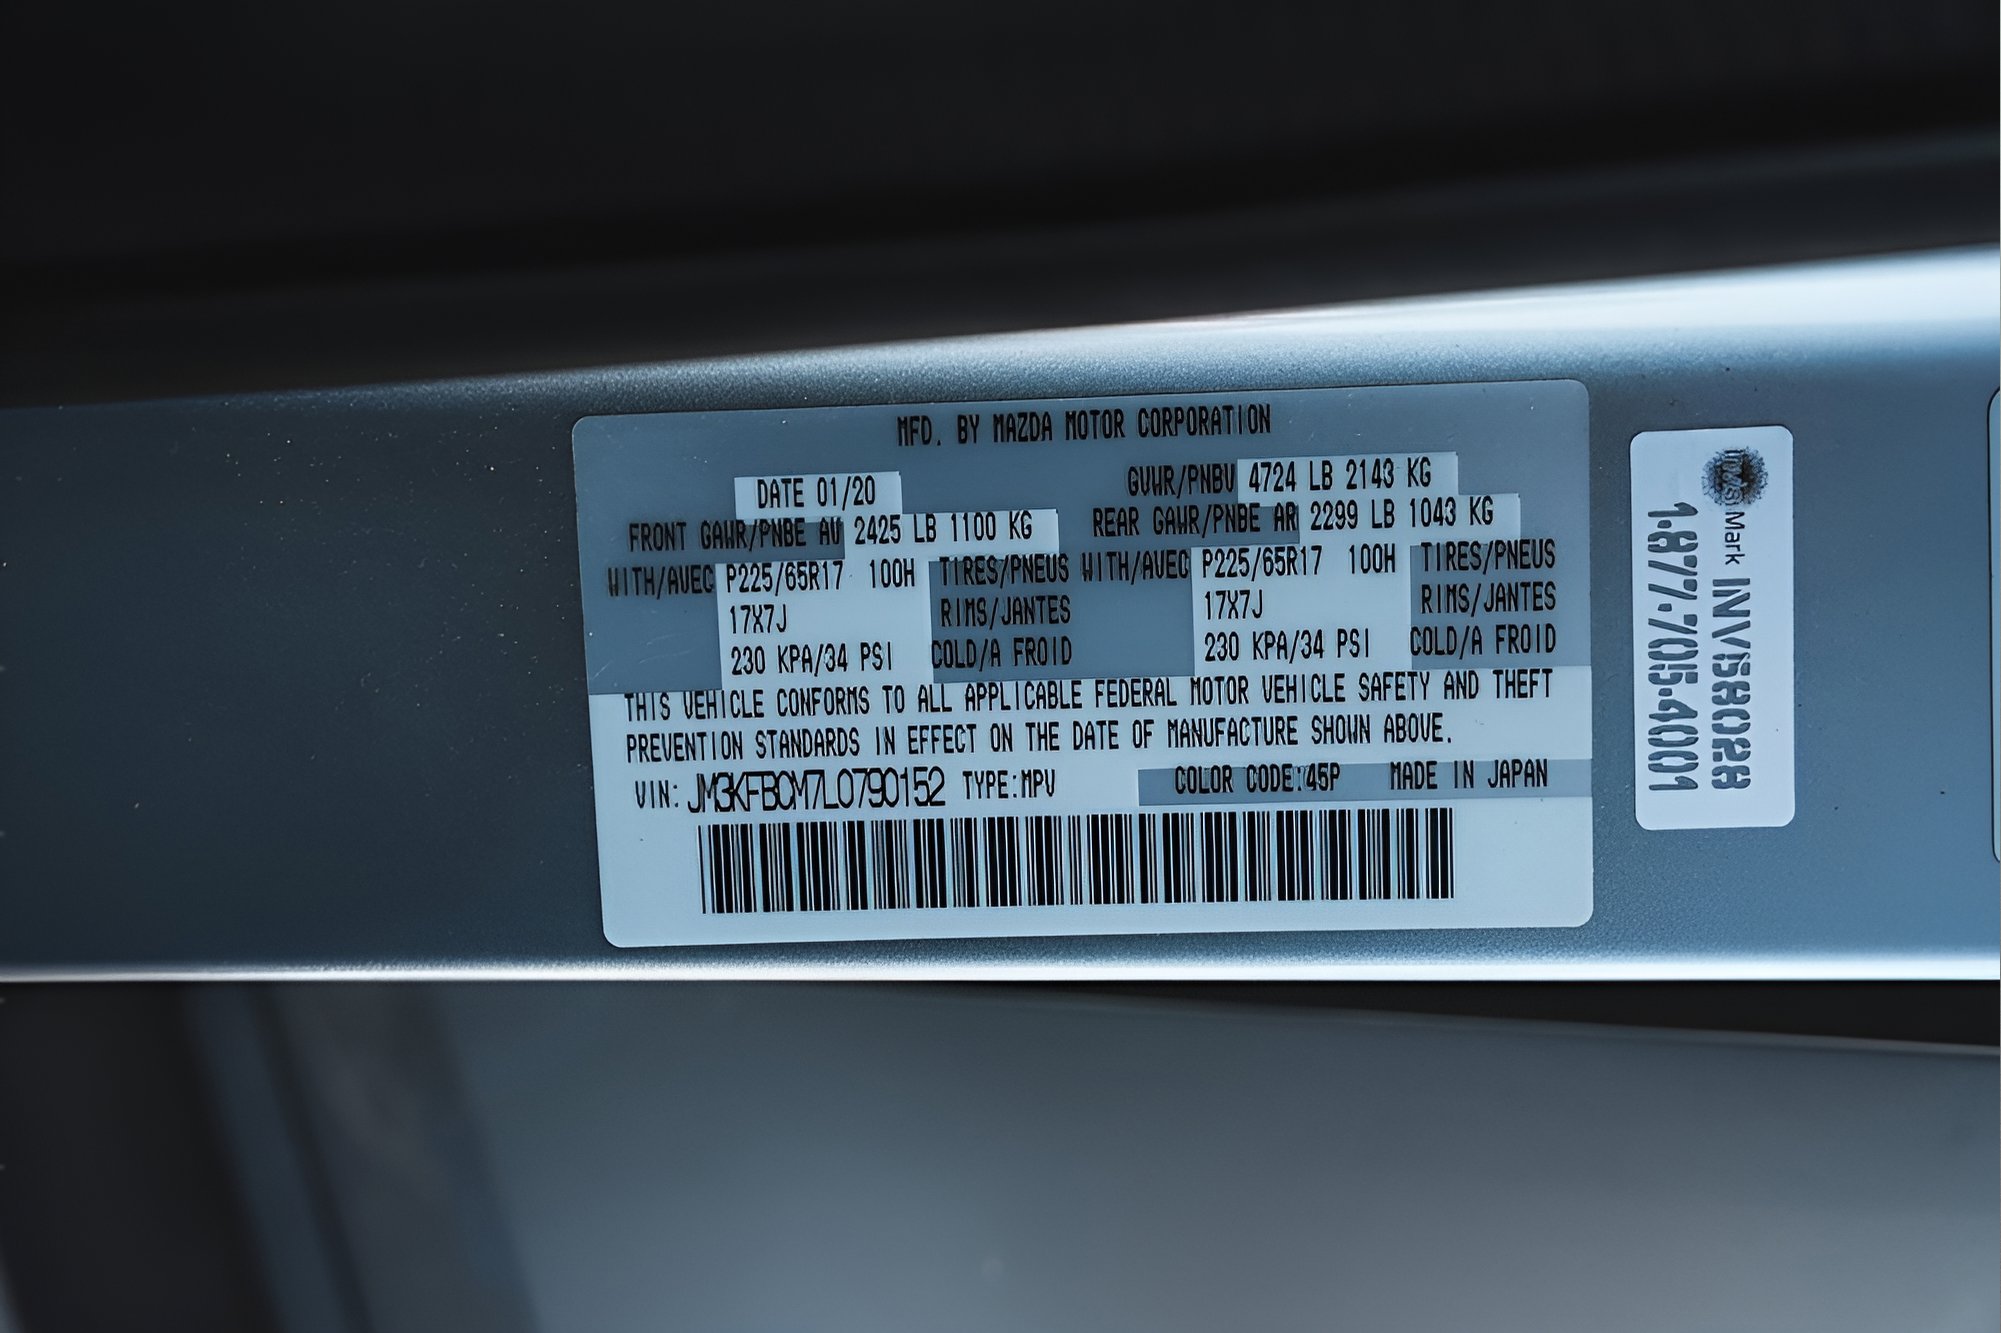 MFD. BY MAZDA MOTOR CORPORATION
DATE 01/20
GVWR/PNBV 4724 LB 2143 KG
FRONT GAWR/PNBE AV 2425 LB 1100 KG
REAR GAWR/PNBE AR 2299 LB 1043 KG
WITH/AVEC P225/65R17 100H TIRES/PNEUS WITH/AVEC P225/65R17 100H TIRES/PNEUS
17X7J RIMS/JANTES 17X7J RIMS/JANTES
230 KPA/34 PSI COLD/A FROID 230 KPA/34 PSI COLD/A FROID
THIS VEHICLE CONFORMS TO ALL APPLICABLE FEDERAL MOTOR VEHICLE SAFETY AND THEFT
PREVENTION STANDARDS IN EFFECT ON THE DATE OF MANUFACTURE SHOWN ABOVE.
VIN: JM3KFBCM7L0790152 TYPE:MPV COLOR CODE:45P MADE IN JAPAN
Mark INV58028
1·877·705·4001